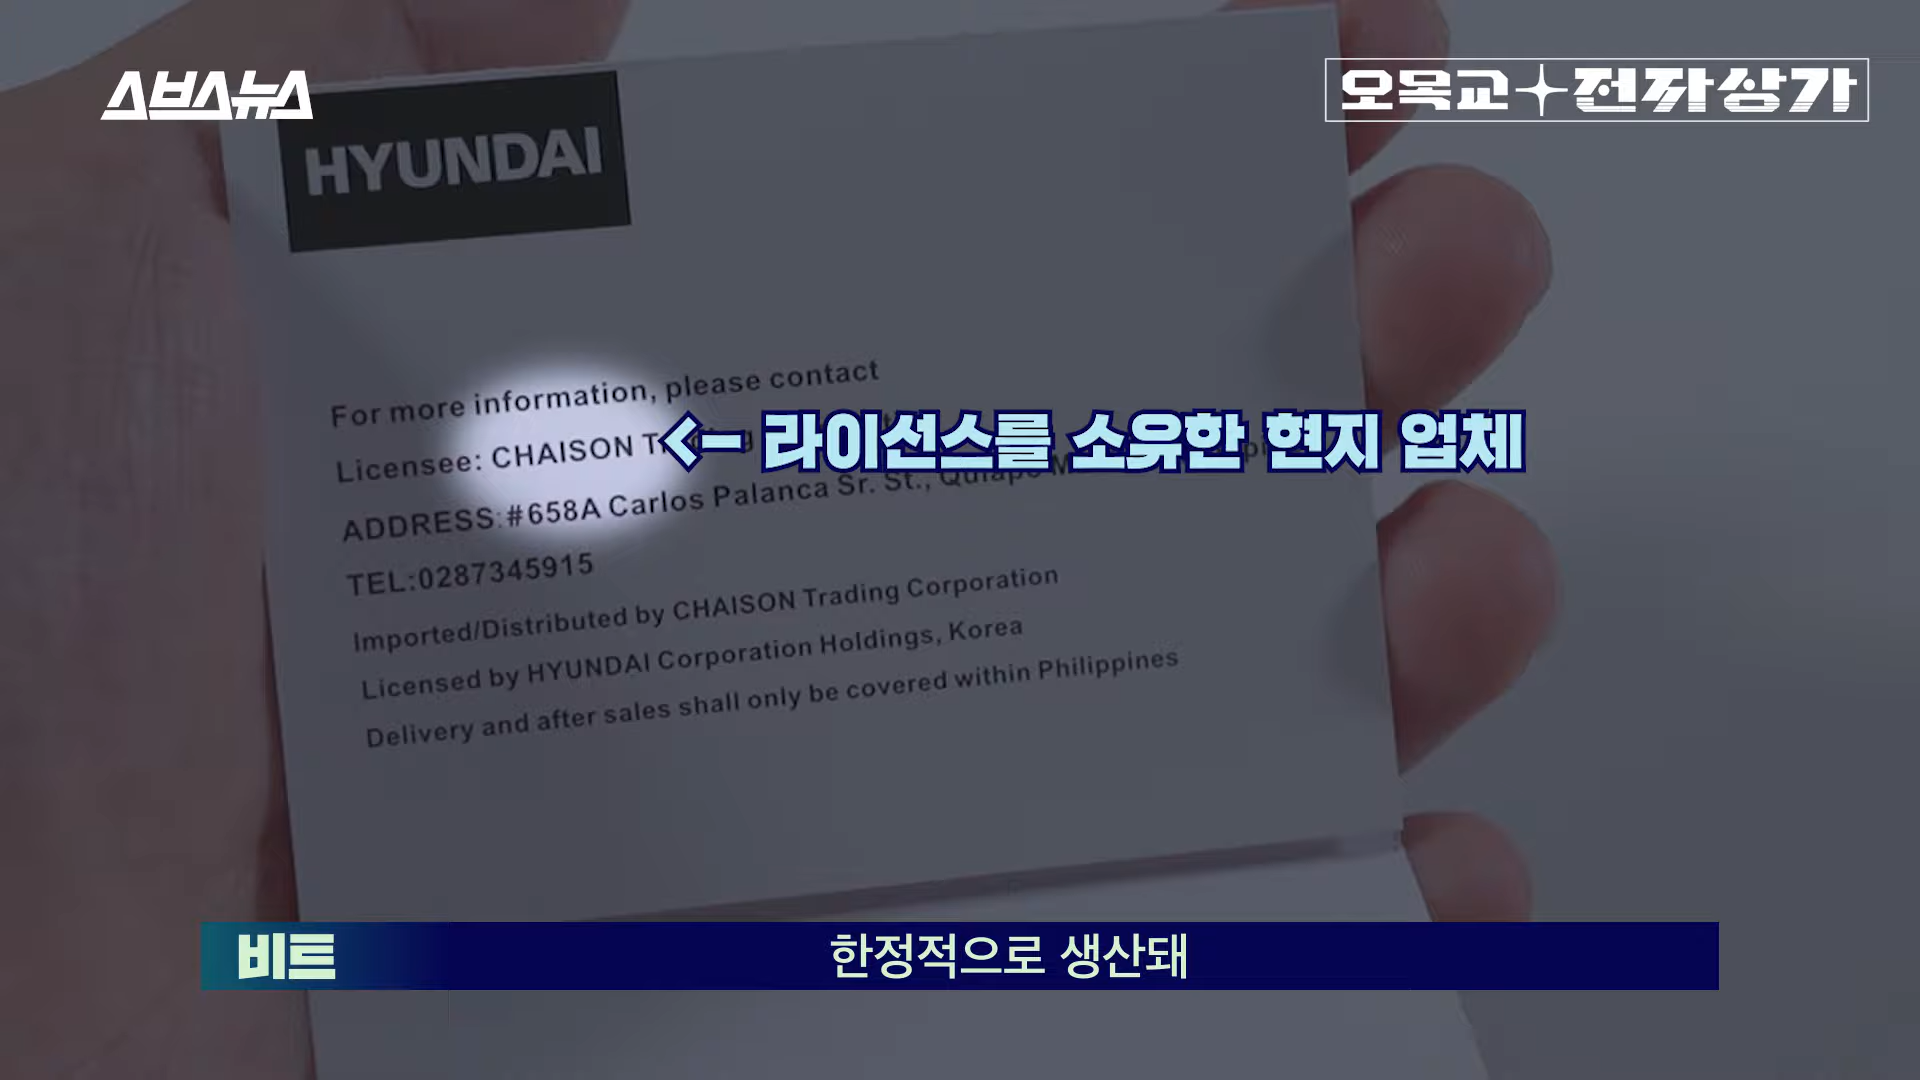 스브스뉴스
오목교 전자상가
HYUNDAI
For more information, please contact
Licensee: CHAISON
<- 라이선스를 소유한 현지 업체
ADDRESS:#658A Carlos Palanca Sr. St., Quiapo
TEL:0287345915
Imported/Distributed by CHAISON Trading Corporation
Licensed by HYUNDAI Corporation Holdings, Korea
Delivery and after sales shall only be covered within Philippines
비트
한정적으로 생산돼